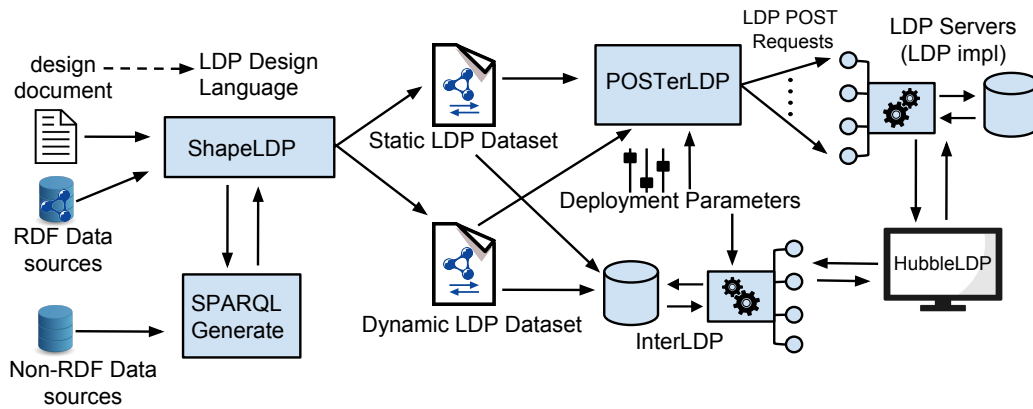 design
document
LDP Design
Language
ShapeLDP
RDF Data
sources
SPARQL
Generate
Non-RDF Data
sources
Static LDP Dataset
Dynamic LDP Dataset
POSTerLDP
Deployment Parameters
InterLDP
LDP POST
Requests
LDP Servers
(LDP impl)
HubbleLDP